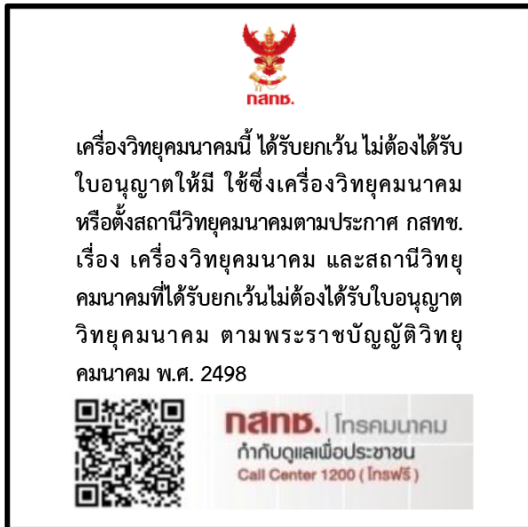 กสทช.
เครื่องวิทยุคมนาคมนี้ ได้รับยกเว้น ไม่ต้องได้รับ
ใบอนุญาตให้มี ใช้ซึ่งเครื่องวิทยุคมนาคม
หรือตั้งสถานีวิทยุคมนาคมตามประกาศ กสทช.
เรื่อง เครื่องวิทยุคมนาคม และสถานีวิทยุ
คมนาคมที่ได้รับยกเว้นไม่ต้องได้รับใบอนุญาต
วิทยุคมนาคม ตามพระราชบัญญัติวิทยุ
คมนาคม พ.ศ. 2498
กสทช. | โทรคมนาคม
กำกับดูแลเพื่อประชาชน
Call Center 1200 (โทรฟรี)